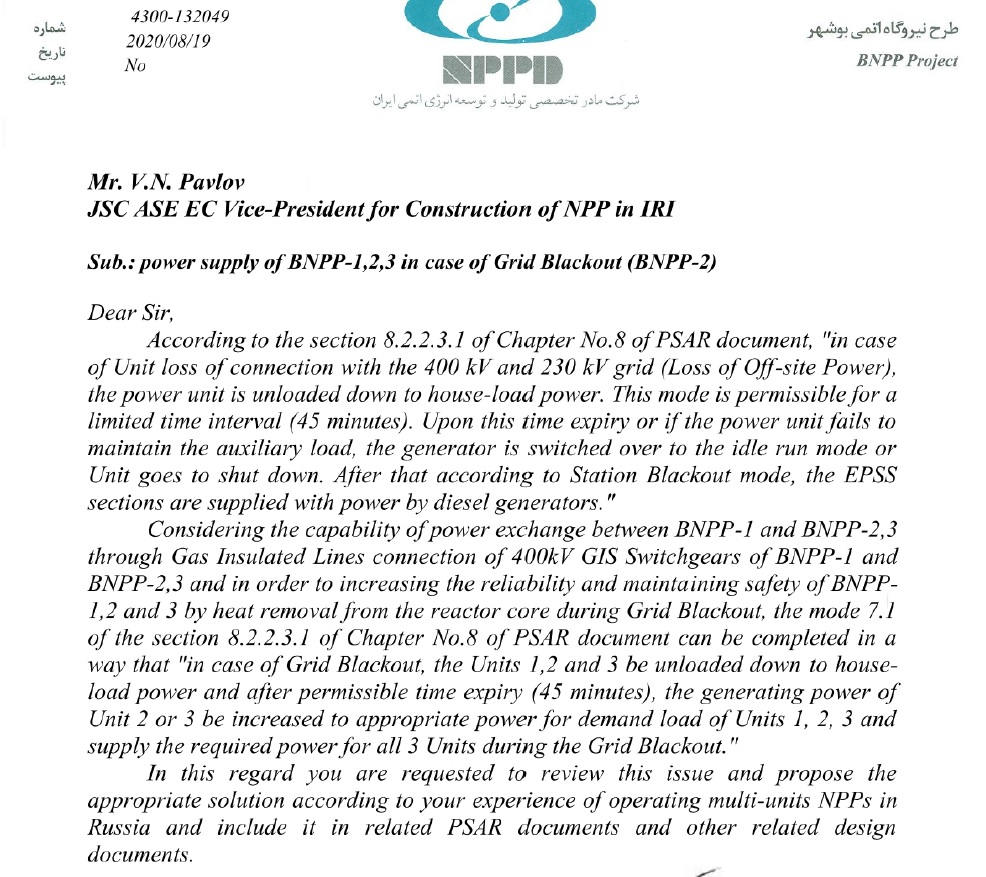 4300-132049
شماره
2020/08/19
تاریخ
No
پیوست
NPPD
شرکت مادر تخصصی تولید و توسعه انرژی اتمی ایران
طرح نیروگاه اتمی بوشهر
BNPP Project
Mr. V.N. Pavlov
JSC ASE EC Vice-President for Construction of NPP in IRI
Sub.: power supply of BNPP-1,2,3 in case of Grid Blackout (BNPP-2)
Dear Sir,
According to the section 8.2.2.3.1 of Chapter No.8 of PSAR document, "in case
of Unit loss of connection with the 400 kV and 230 kV grid (Loss of Off-site Power),
the power unit is unloaded down to house-load power. This mode is permissible for a
limited time interval (45 minutes). Upon this time expiry or if the power unit fails to
maintain the auxiliary load, the generator is switched over to the idle run mode or
Unit goes to shut down. After that according to Station Blackout mode, the EPSS
sections are supplied with power by diesel generators."
Considering the capability of power exchange between BNPP-1 and BNPP-2,3
through Gas Insulated Lines connection of 400kV GIS Switchgears of BNPP-1 and
BNPP-2,3 and in order to increasing the reliability and maintaining safety of BNPP-
1,2 and 3 by heat removal from the reactor core during Grid Blackout, the mode 7.1
of the section 8.2.2.3.1 of Chapter No.8 of PSAR document can be completed in a
way that "in case of Grid Blackout, the Units 1,2 and 3 be unloaded down to house-
load power and after permissible time expiry (45 minutes), the generating power of
Unit 2 or 3 be increased to appropriate power for demand load of Units 1, 2, 3 and
supply the required power for all 3 Units during the Grid Blackout."
In this regard you are requested to review this issue and propose the
appropriate solution according to your experience of operating multi-units NPPs in
Russia and include it in related PSAR documents and other related design
documents.